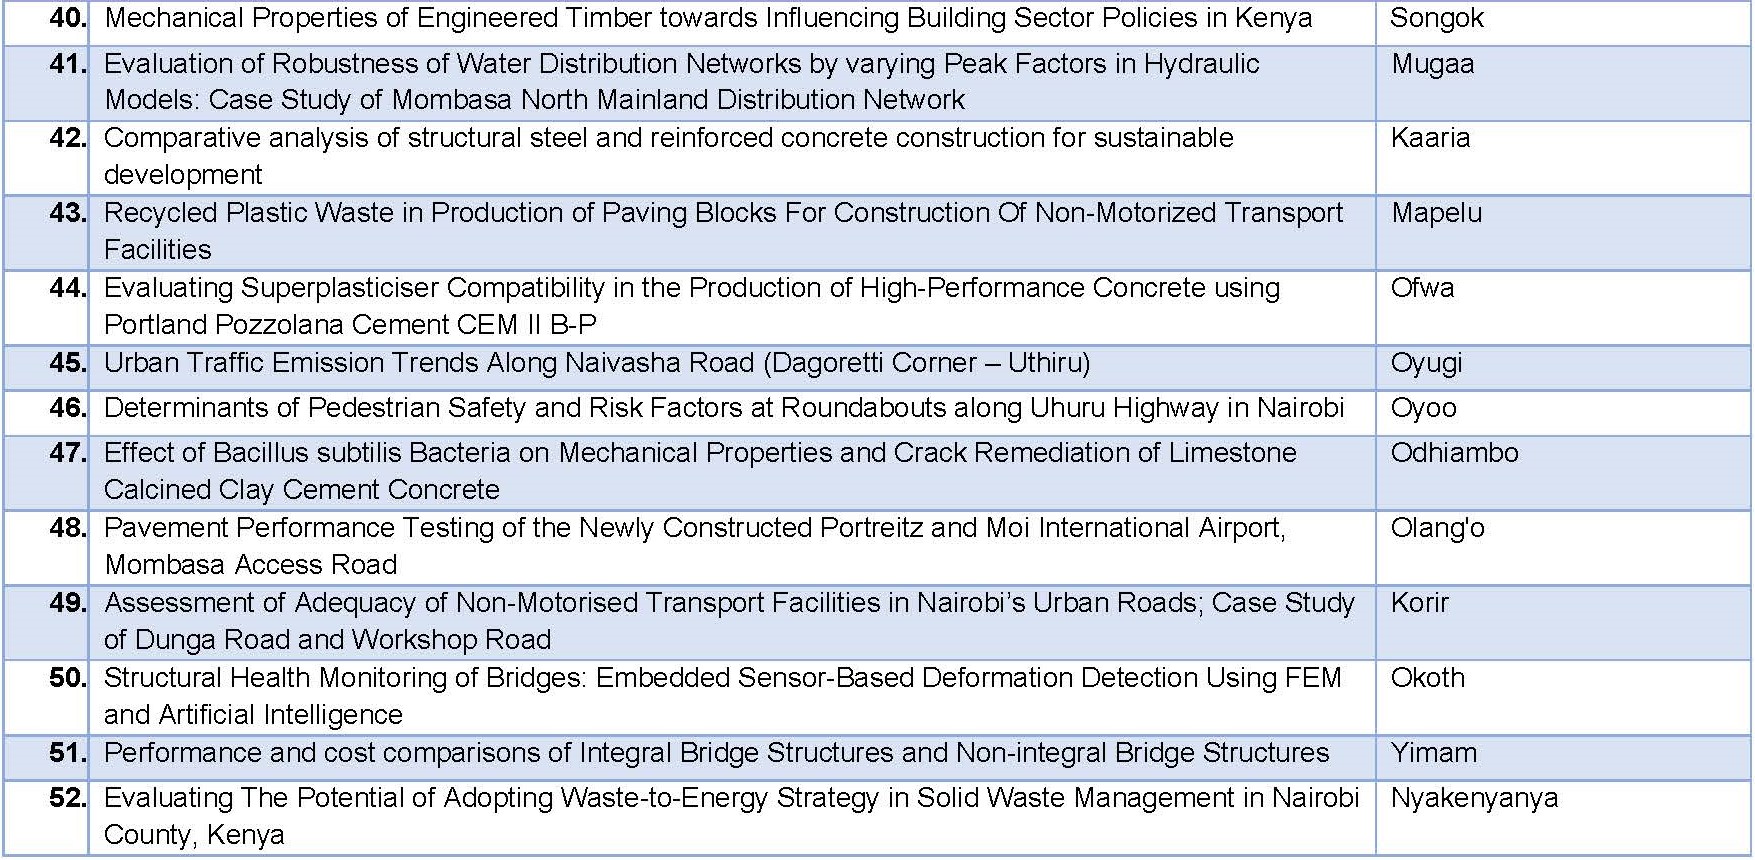 40. Mechanical Properties of Engineered Timber towards Influencing Building Sector Policies in Kenya Songok
41. Evaluation of Robustness of Water Distribution Networks by varying Peak Factors in Hydraulic Mugaa
Models: Case Study of Mombasa North Mainland Distribution Network
42. Comparative analysis of structural steel and reinforced concrete construction for sustainable Kaaria
development
43. Recycled Plastic Waste in Production of Paving Blocks For Construction Of Non-Motorized Transport Mapelu
Facilities
44. Evaluating Superplasticiser Compatibility in the Production of High-Performance Concrete using Ofwa
Portland Pozzolana Cement CEM II B-P
45. Urban Traffic Emission Trends Along Naivasha Road (Dagoretti Corner – Uthiru) Oyugi
46. Determinants of Pedestrian Safety and Risk Factors at Roundabouts along Uhuru Highway in Nairobi Oyoo
47. Effect of Bacillus subtilis Bacteria on Mechanical Properties and Crack Remediation of Limestone Odhiambo
Calcined Clay Cement Concrete
48. Pavement Performance Testing of the Newly Constructed Portreitz and Moi International Airport, Olang'o
Mombasa Access Road
49. Assessment of Adequacy of Non-Motorised Transport Facilities in Nairobi’s Urban Roads; Case Study Korir
of Dunga Road and Workshop Road
50. Structural Health Monitoring of Bridges: Embedded Sensor-Based Deformation Detection Using FEM Okoth
and Artificial Intelligence
51. Performance and cost comparisons of Integral Bridge Structures and Non-integral Bridge Structures Yimam
52. Evaluating The Potential of Adopting Waste-to-Energy Strategy in Solid Waste Management in Nairobi Nyakenyanya
County, Kenya